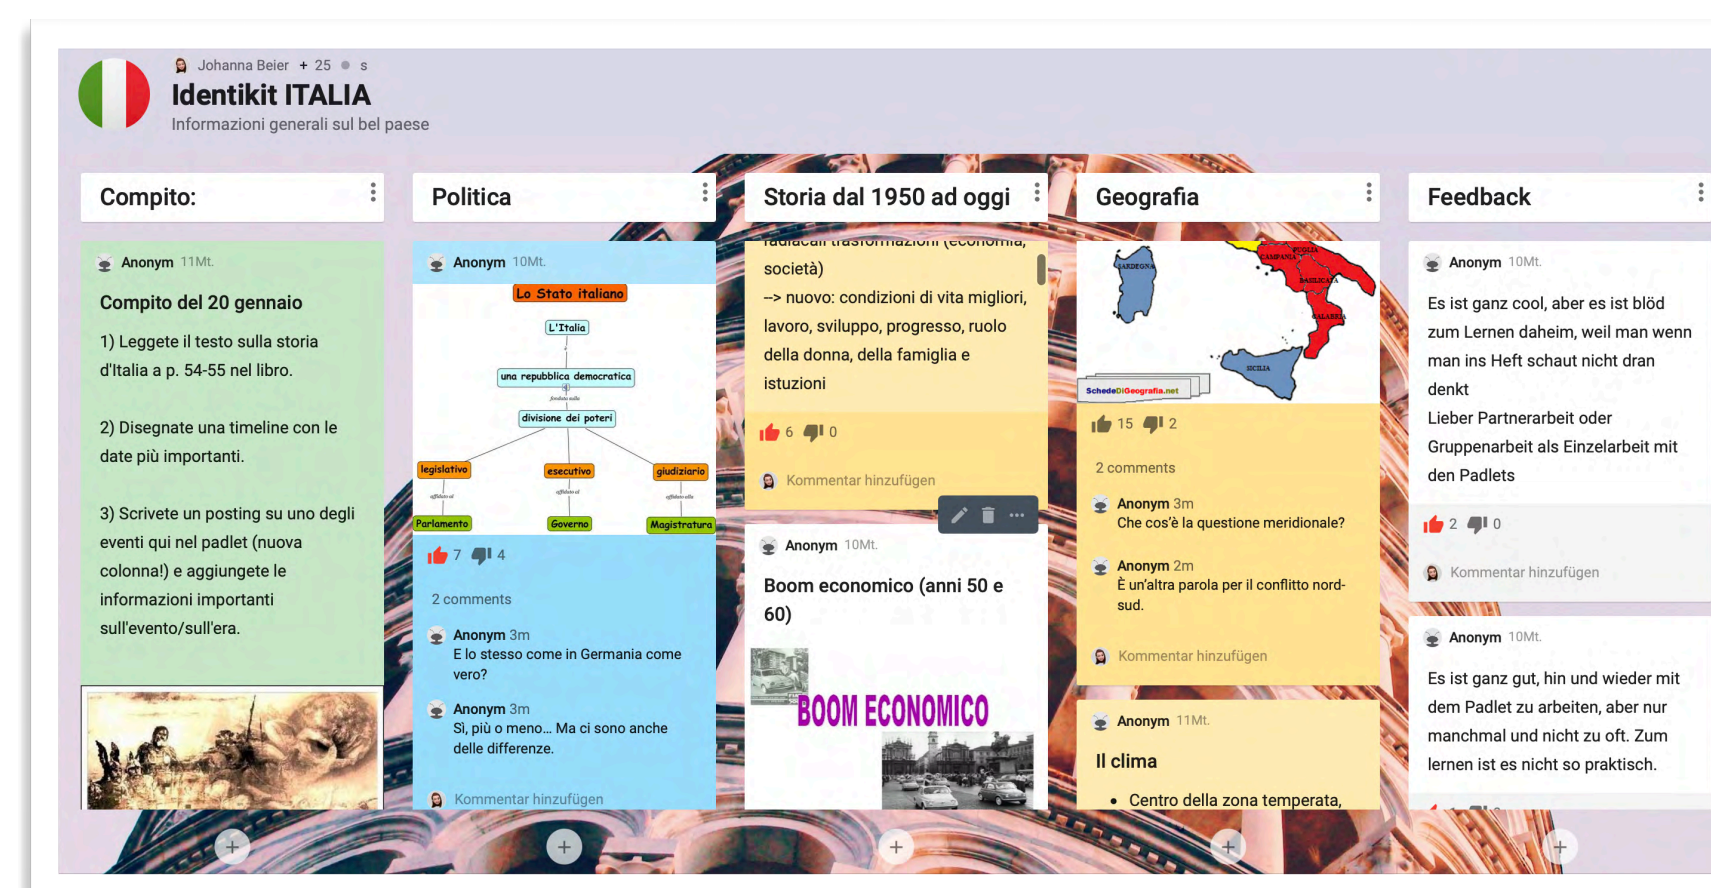 Johanna Beier + 25 s
Identikit ITALIA
Informazioni generali sul bel paese
Compito:
Anonym 11Mt.
Compito del 20 gennaio
1) Leggete il testo sulla storia
d'Italia a p. 54-55 nel libro.
2) Disegnate una timeline con le
date più importanti.
3) Scrivete un posting su uno degli
eventi qui nel padlet (nuova
colonna!) e aggiungete le
informazioni importanti
sull'evento/sull'era.
Politica
Anonym 10Mt.
Lo Stato italiano
L'Italia
è
una repubblica democratica
fondata sulla
divisione dei poteri
legislativo
esecutivo
giudiziario
affidato al
affidato al
affidato alla
Parlamento
Governo
Magistratura
7 4
2 comments
Anonym 3m
E lo stesso come in Germania come
vero?
Anonym 3m
Sì, più o meno... Ma ci sono anche
delle differenze.
Kommentar hinzufügen
Storia dal 1950 ad oggi
radiacali trasformazioni (economia,
società)
--> nuovo: condizioni di vita migliori,
lavoro, sviluppo, progresso, ruolo
della donna, della famiglia e
istuzioni
6 0
Kommentar hinzufügen
Anonym 10Mt.
Boom economico (anni 50 e
60)
BOOM ECONOMICO
Geografia
PUGLIA
CAMPANIA
SARDEGNA
BASILICATA
CALABRIA
SICILIA
SchedeDiGeografia.net
15 2
2 comments
Anonym 3m
Che cos'è la questione meridionale?
Anonym 2m
È un'altra parola per il conflitto nord-
sud.
Kommentar hinzufügen
Anonym 11Mt.
Il clima
• Centro della zona temperata,
Feedback
Anonym 10Mt.
Es ist ganz cool, aber es ist blöd
zum Lernen daheim, weil man wenn
man ins Heft schaut nicht dran
denkt
Lieber Partnerarbeit oder
Gruppenarbeit als Einzelarbeit mit
den Padlets
2 0
Kommentar hinzufügen
Anonym 10Mt.
Es ist ganz gut, hin und wieder mit
dem Padlet zu arbeiten, aber nur
manchmal und nicht zu oft. Zum
lernen ist es nicht so praktisch.